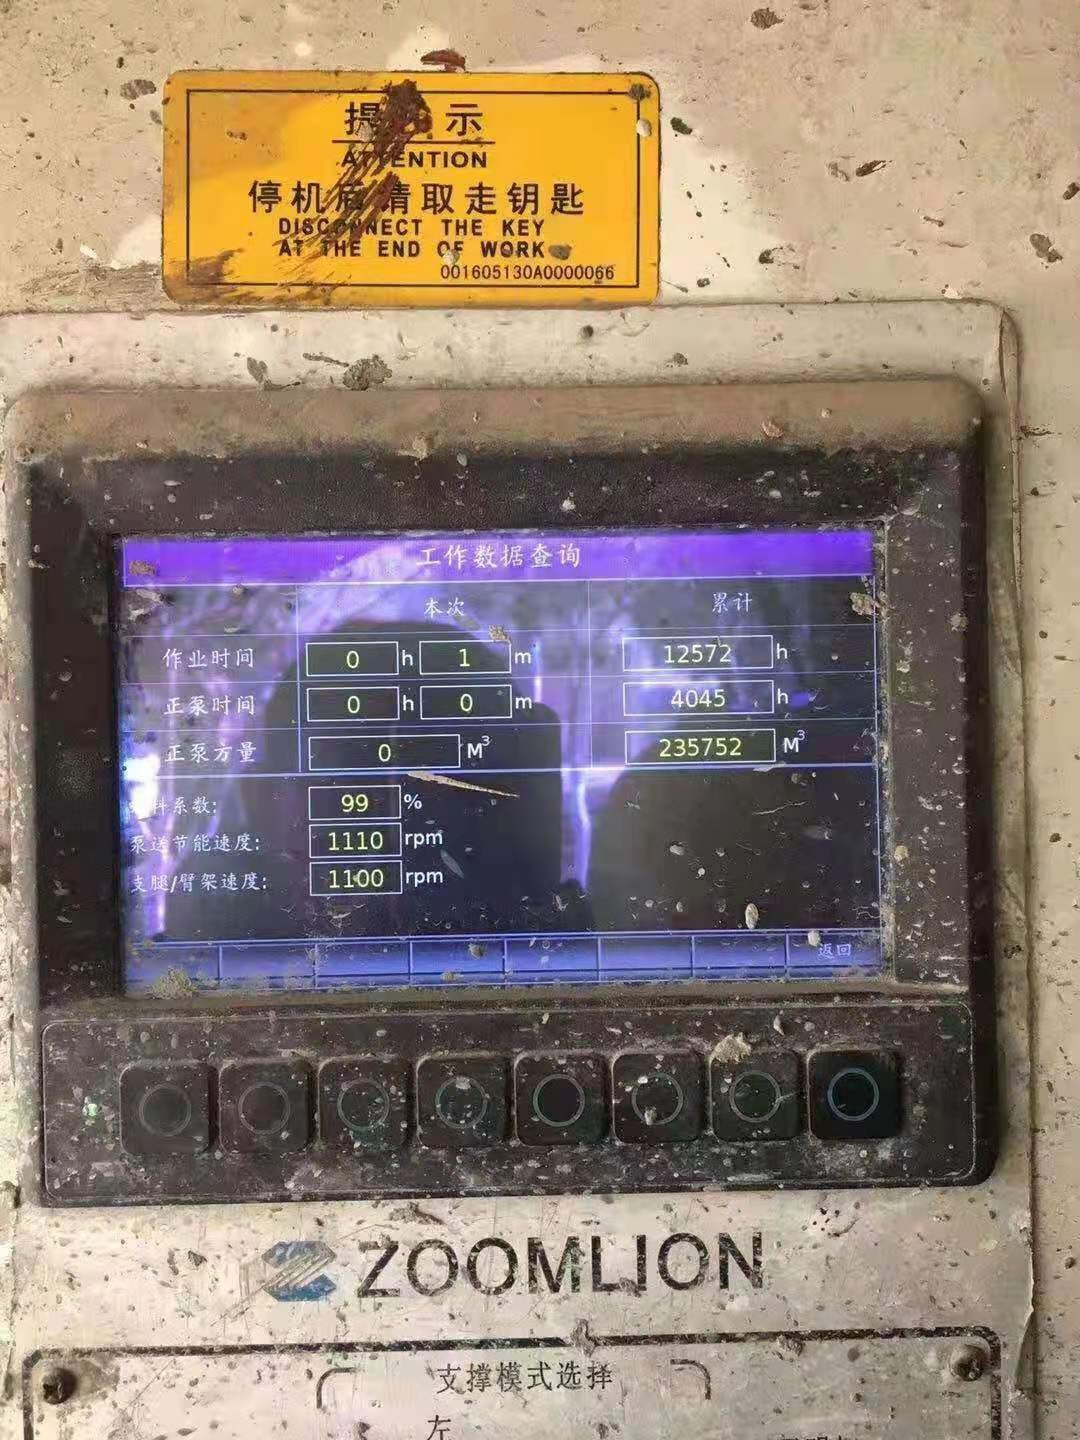 提 示
ATTENTION
停机后请取走钥匙
DISCONNECT THE KEY
AT THE END OF WORK
001605130A0000066
工作数据查询
本次 累计
作业时间 0 h 1 m 12572 h
正泵时间 0 h 0 m 4045 h
正泵方量 0 M³ 235752 M³
料系数: 99 %
泵送节能速度: 1110 rpm
支腿/臂架速度: 1100 rpm
返回
ZOOMLION
支撑模式选择
左